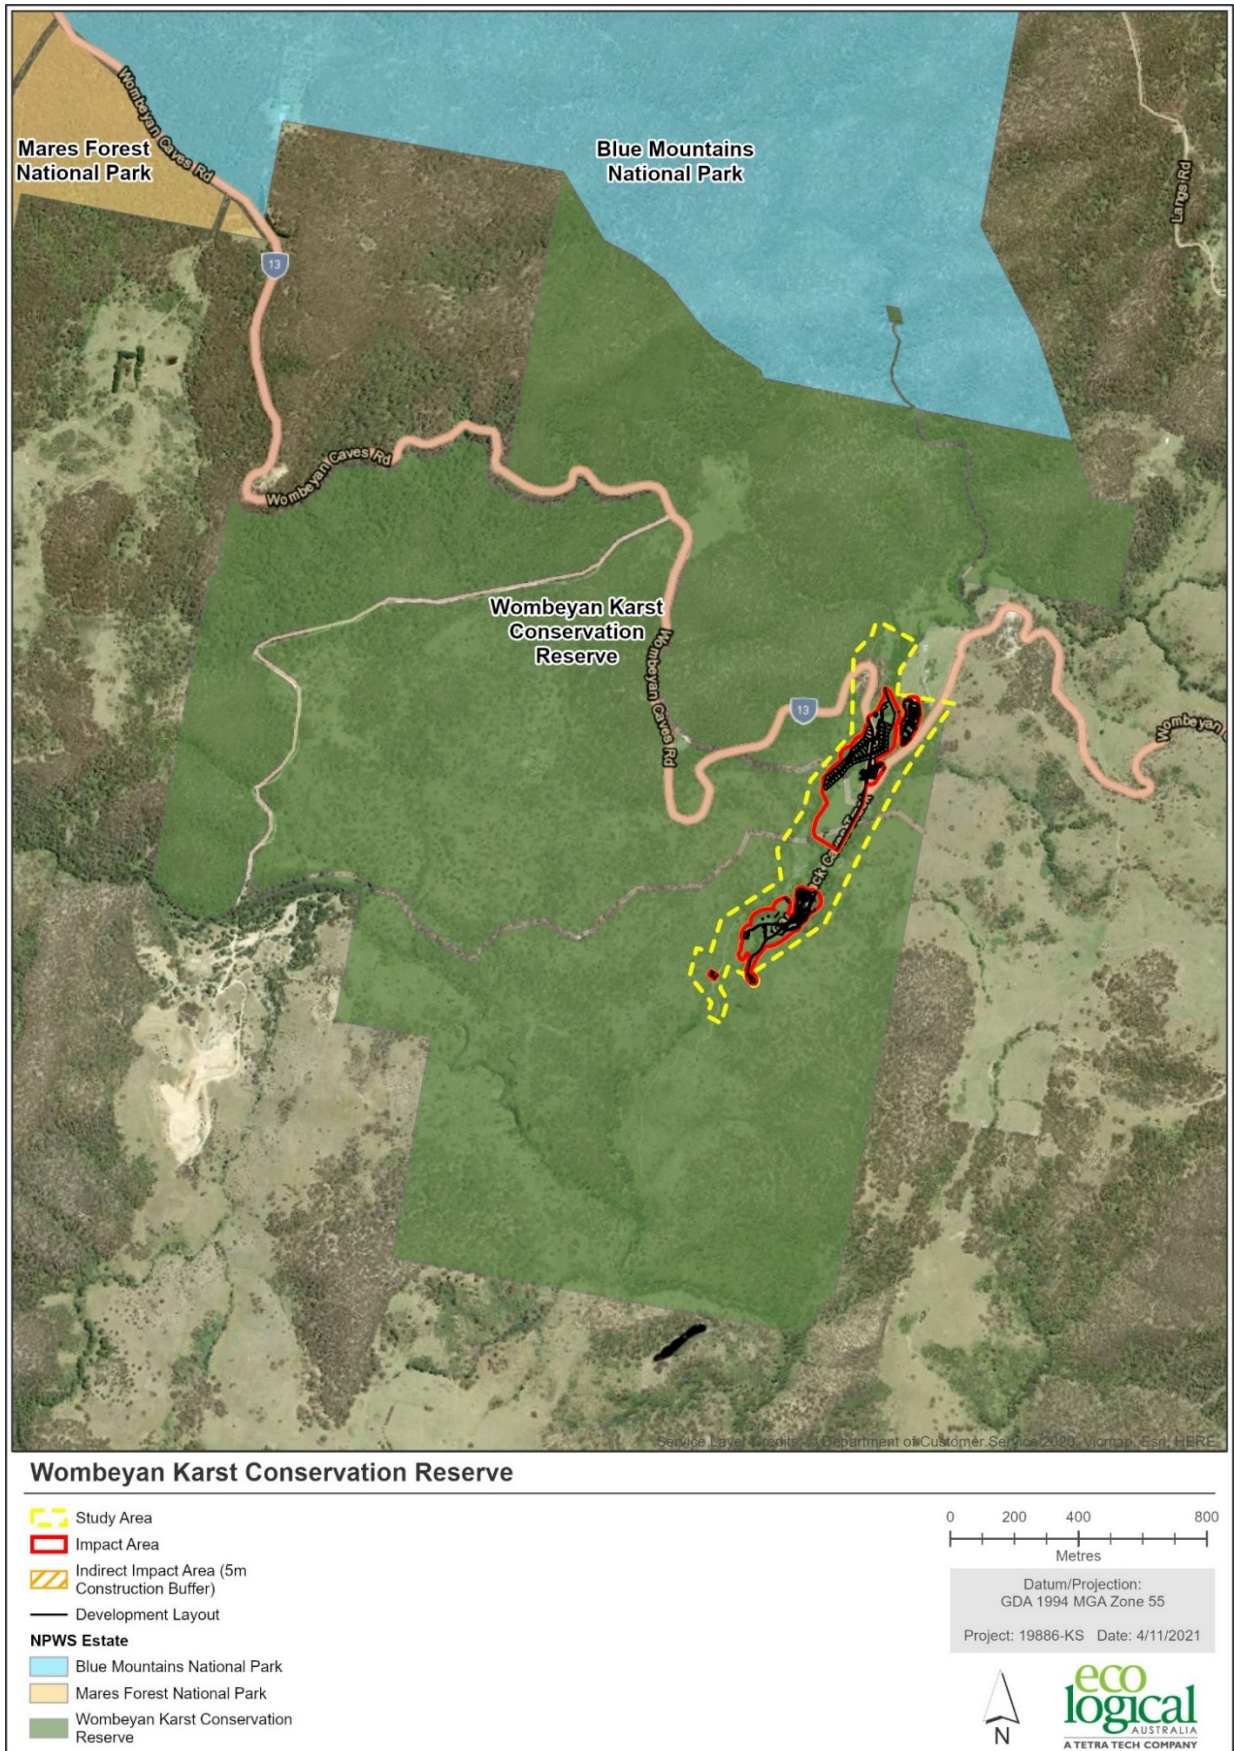 Wombeyan Caves Rd
Mares Forest
National Park
Blue Mountains
National Park
Langs Rd
13
Wombeyan Caves Rd
Wombeyan Karst
Conservation
Reserve
Wombeyan Caves Rd
13
Wombeyan
Service Layer Credits: © Department of Customer Service 2020, Vicmap, Esri, HERE
Wombeyan Karst Conservation Reserve
Study Area
Impact Area
Indirect Impact Area (5m
Construction Buffer)
Development Layout
NPWS Estate
Blue Mountains National Park
Mares Forest National Park
Wombeyan Karst Conservation
Reserve
0 200 400 800
Metres
Datum/Projection:
GDA 1994 MGA Zone 55
Project: 19886-KS Date: 4/11/2021
N
eco
logical
AUSTRALIA
A TETRA TECH COMPANY